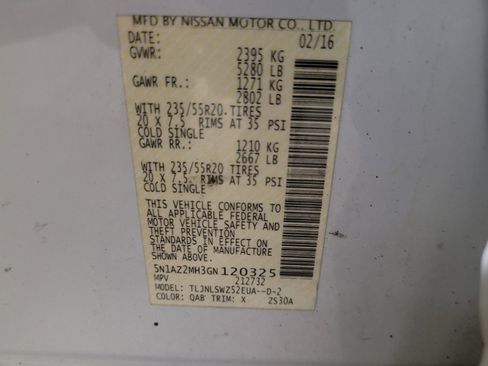 MFD BY NISSAN MOTOR CO., LTD.
DATE: 02/16
GVWR: 2395 KG
5280 LB
GAWR FR.: 1271 KG
2802 LB
WITH 235/55R20 TIRES
20 X 7.5 RIMS AT 35 PSI
COLD SINGLE
GAWR RR.: 1210 KG
2667 LB
WITH 235/55R20 TIRES
20 X 7.5 RIMS AT 35 PSI
COLD SINGLE
THIS VEHICLE CONFORMS TO
ALL APPLICABLE FEDERAL
MOTOR VEHICLE SAFETY AND
THEFT PREVENTION
STANDARDS IN EFFECT ON
THE DATE OF MANUFACTURE
SHOWN ABOVE.
5N1AZ2MH3GN120325
MPV 212732
MODEL: TLJNLSWZ52EUA--D-2
COLOR: QAB TRIM: X 2S30A